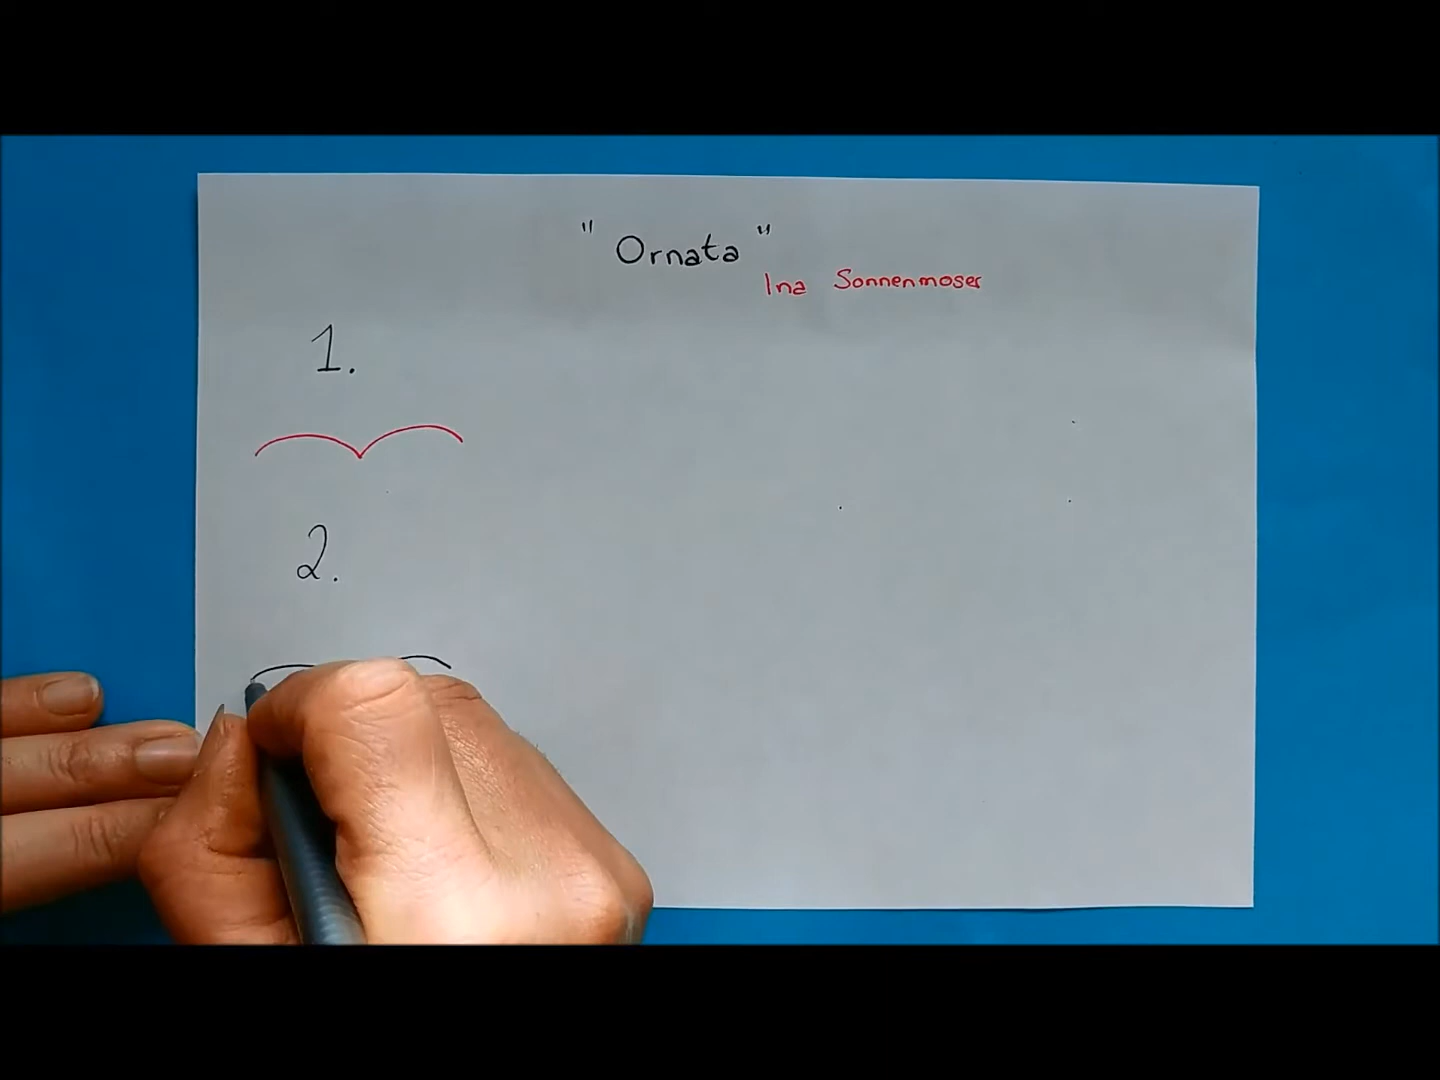 " Ornata "
Ina Sonnenmoser
1.
2.